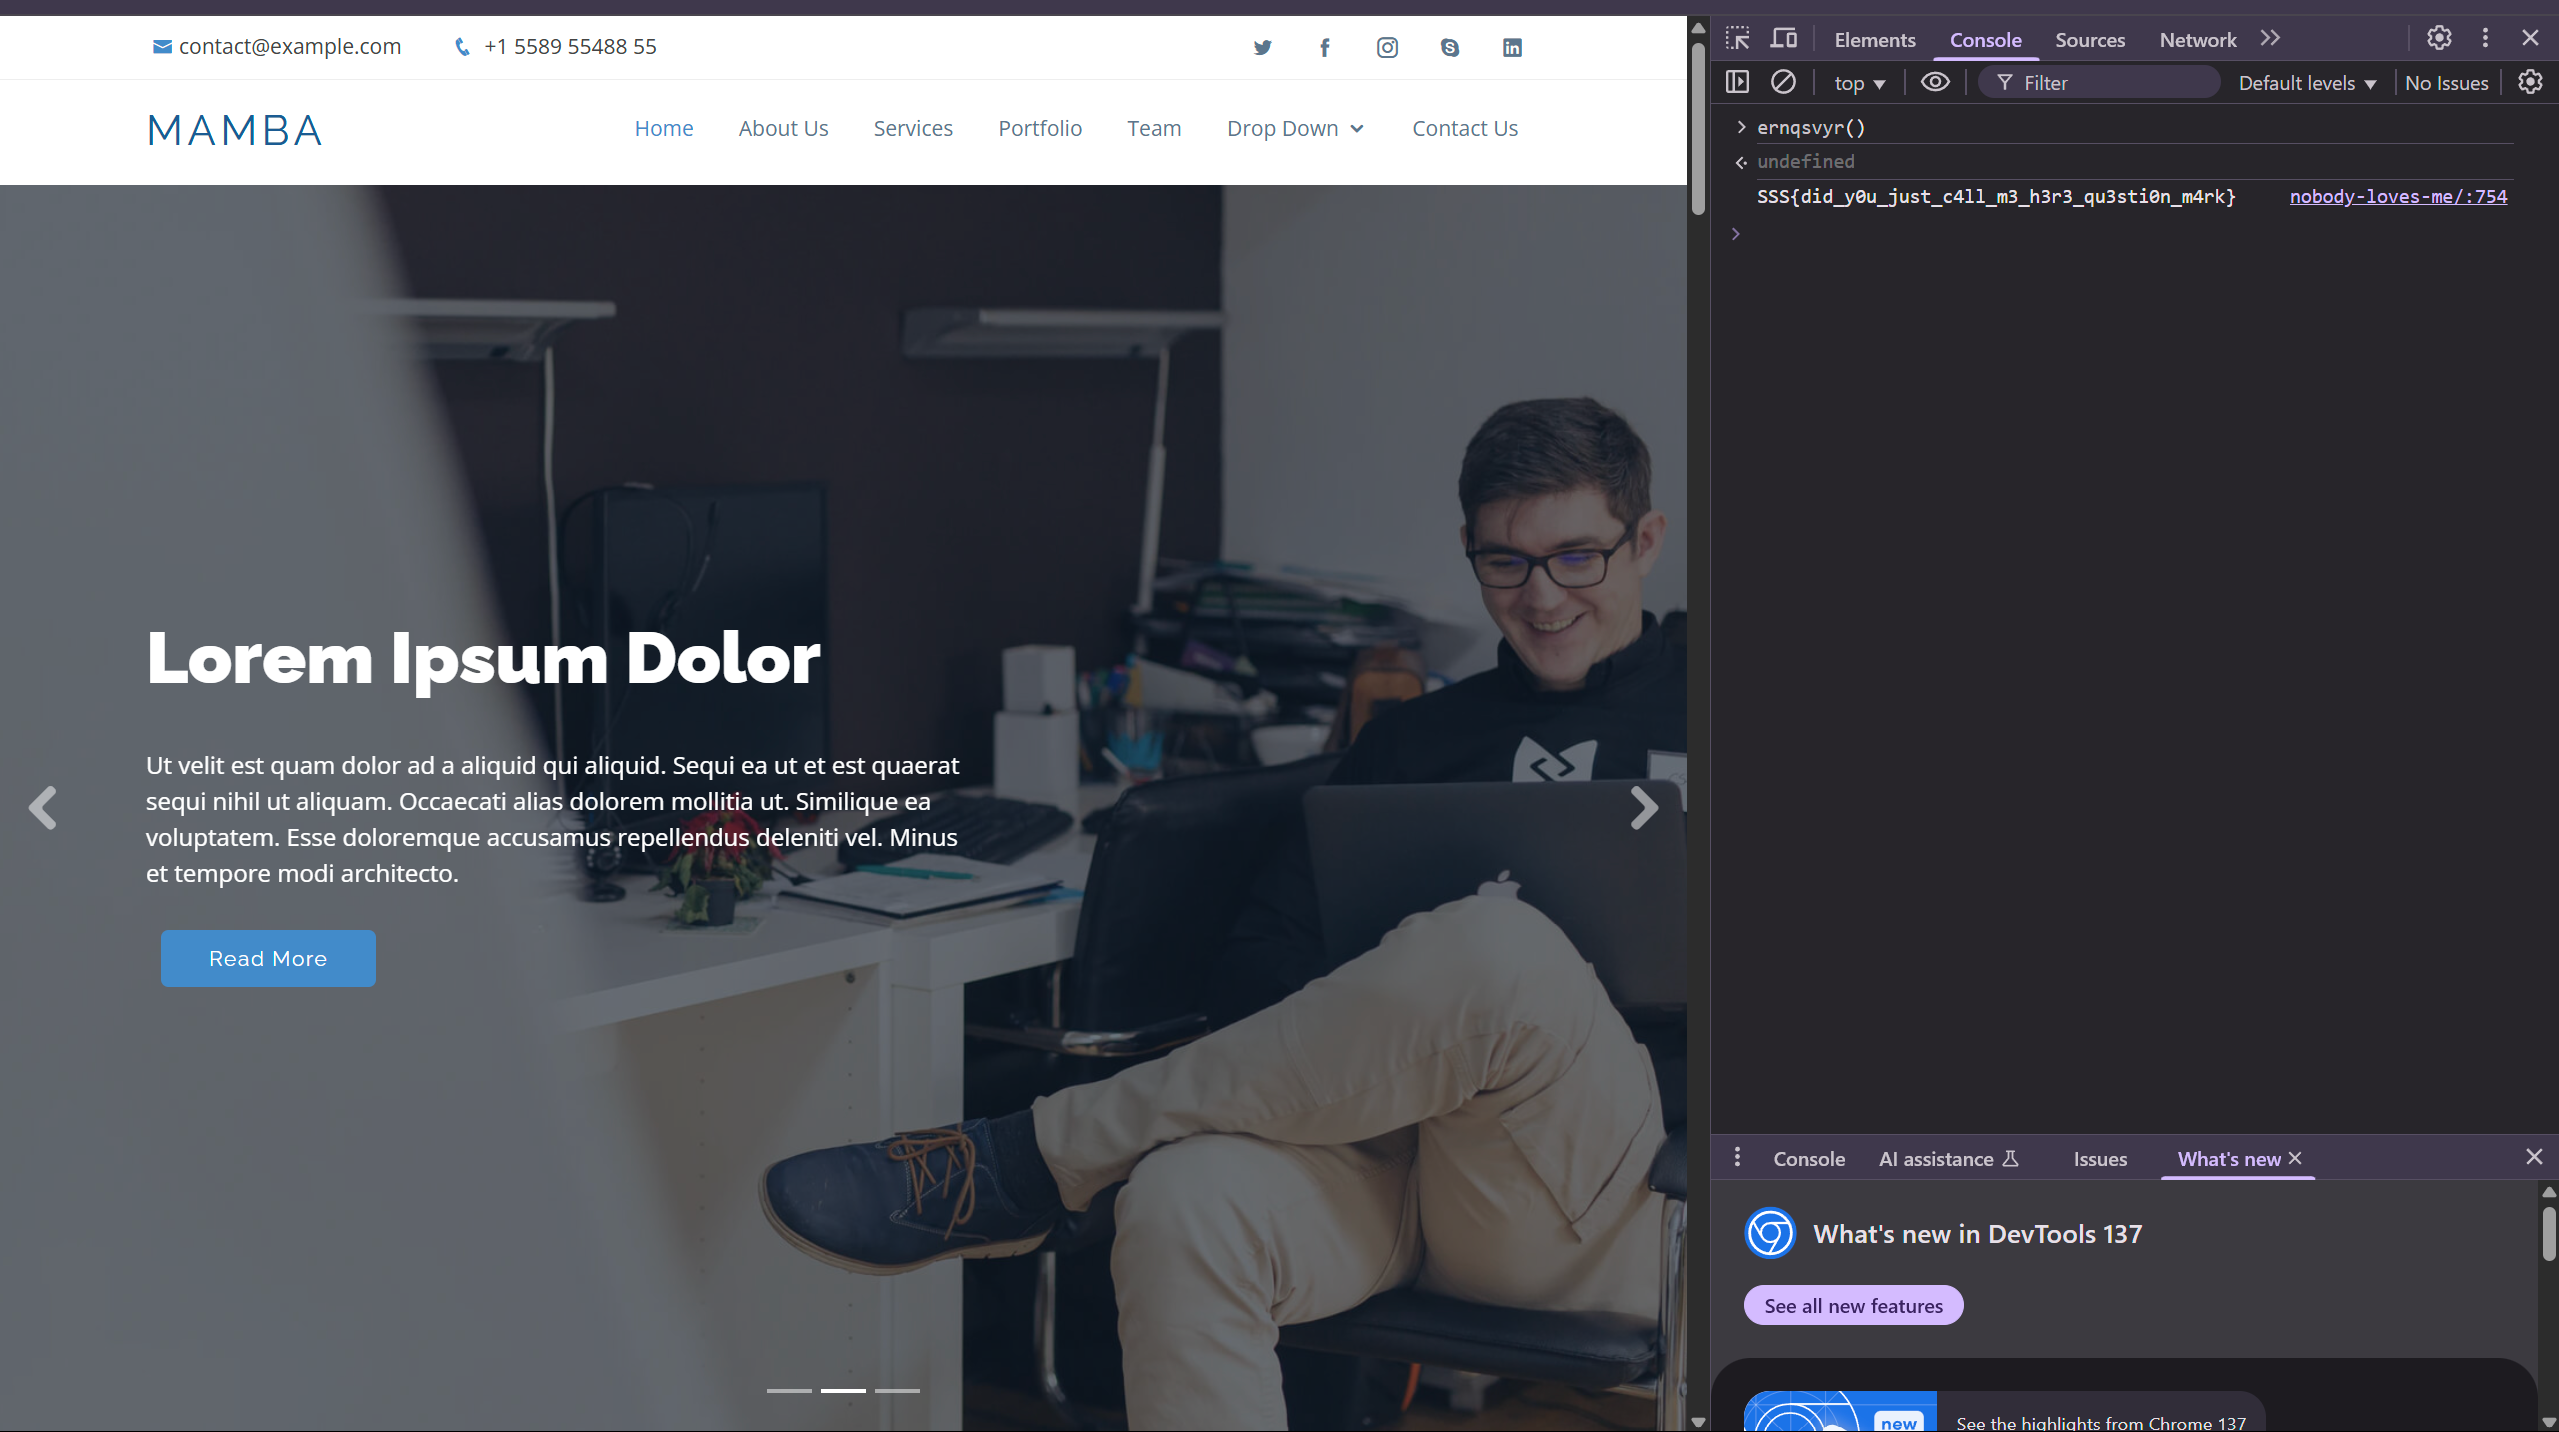 contact@example.com +1 5589 55488 55
MAMBA
Home About Us Services Portfolio Team Drop Down Contact Us
Lorem Ipsum Dolor
Ut velit est quam dolor ad a aliquid qui aliquid. Sequi ea ut et est quaerat
sequi nihil ut aliquam. Occaecati alias dolorem mollitia ut. Similique ea
voluptatem. Esse doloremque accusamus repellendus deleniti vel. Minus
et tempore modi architecto.
Read More
Elements Console Sources Network
top Filter Default levels No Issues
ernqsvyr()
undefined
SSS{did_y0u_just_c4ll_m3_h3r3_qu3sti0n_m4rk} nobody-loves-me/:754
Console AI assistance Issues What's new
What's new in DevTools 137
See all new features
new
See the highlights from Chrome 137